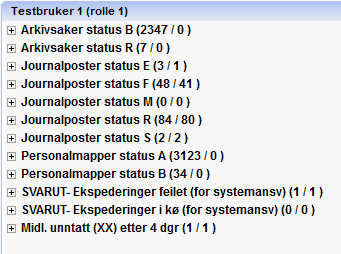 Testbruker 1 (rolle 1)
Arkivsaker status B (2347 / 0 )
Arkivsaker status R (7 / 0 )
Journalposter status E (3 / 1 )
Journalposter status F (48 / 41 )
Journalposter status M (0 / 0 )
Journalposter status R (84 / 80 )
Journalposter status S (2 / 2 )
Personalmapper status A (3123 / 0 )
Personalmapper status B (34 / 0 )
SVARUT- Ekspederinger feilet (for systemansv) (1 / 1 )
SVARUT- Ekspederinger i kø (for systemansv) (0 / 0 )
Midl. unntatt (XX) etter 4 dgr (1 / 1 )